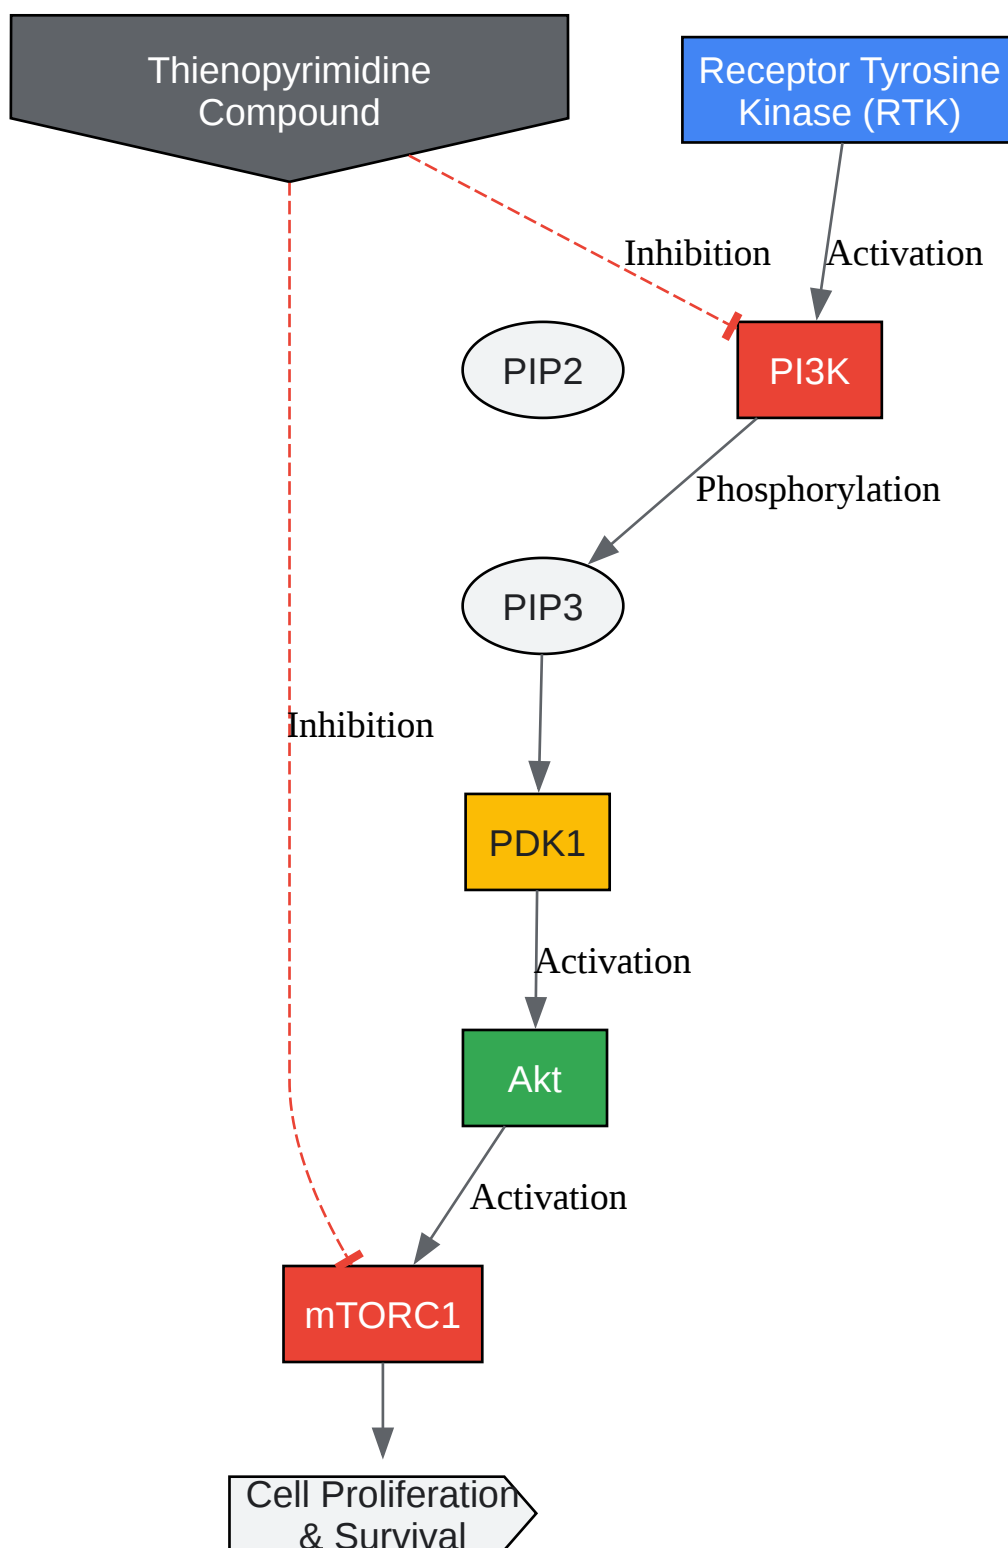 Thienopyrimidine
Compound
Receptor Tyrosine
Kinase (RTK)
Inhibition
Activation
PIP2
PI3K
Phosphorylation
PIP3
Inhibition
PDK1
Activation
Akt
Activation
mTORC1
Cell Proliferation
& Survival